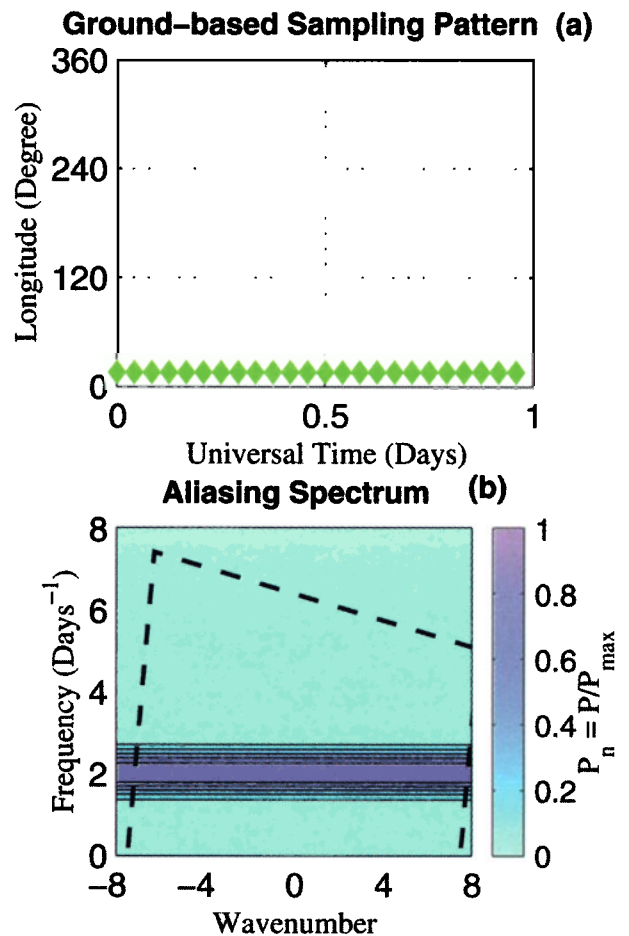 Ground-based Sampling Pattern (a)
360
240
120
0
Longitude (Degree)
0 0.5 1
Universal Time (Days)
Aliasing Spectrum (b)
8
6
4
2
0
Frequency (Days⁻¹)
-8 -4 0 4 8
Wavenumber
1
0.8
0.6
0.4
0.2
0
Pₙ = P/Pₘₐₓ